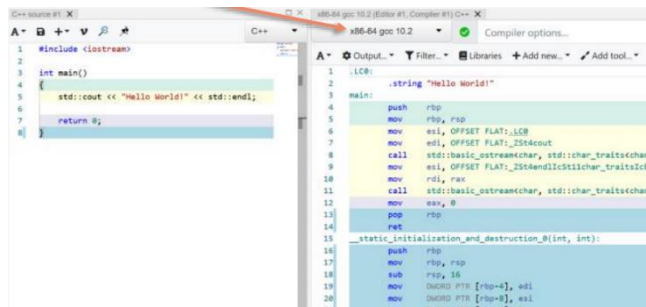 C++ source #1 X
x86-64 gcc 10.2 (Editor #1, Compiler #1) C++ X
A
C++
x86-64 gcc 10.2
Compiler options...
A
Output...
Filter...
Libraries
+ Add new...
Add tool...
1 #include <iostream>
2
3 int main()
4 {
5 std::cout << "Hello World!" << std::endl;
6
7 return 0;
8 }
1 .LC0:
2 .string "Hello World!"
3 main:
4 push rbp
5 mov rbp, rsp
6 mov esi, OFFSET FLAT:.LC0
7 mov edi, OFFSET FLAT:_ZSt4cout
8 call std::basic_ostream<char, std::char_traits<char
9 mov esi, OFFSET FLAT:_ZSt4endlIcSt11char_traitsIcE
10 mov rdi, rax
11 call std::basic_ostream<char, std::char_traits<char
12 mov eax, 0
13 pop rbp
14 ret
15 __static_initialization_and_destruction_0(int, int):
16 push rbp
17 mov rbp, rsp
18 sub rsp, 16
19 mov DWORD PTR [rbp-4], edi
20 mov DWORD PTR [rbp-8], esi